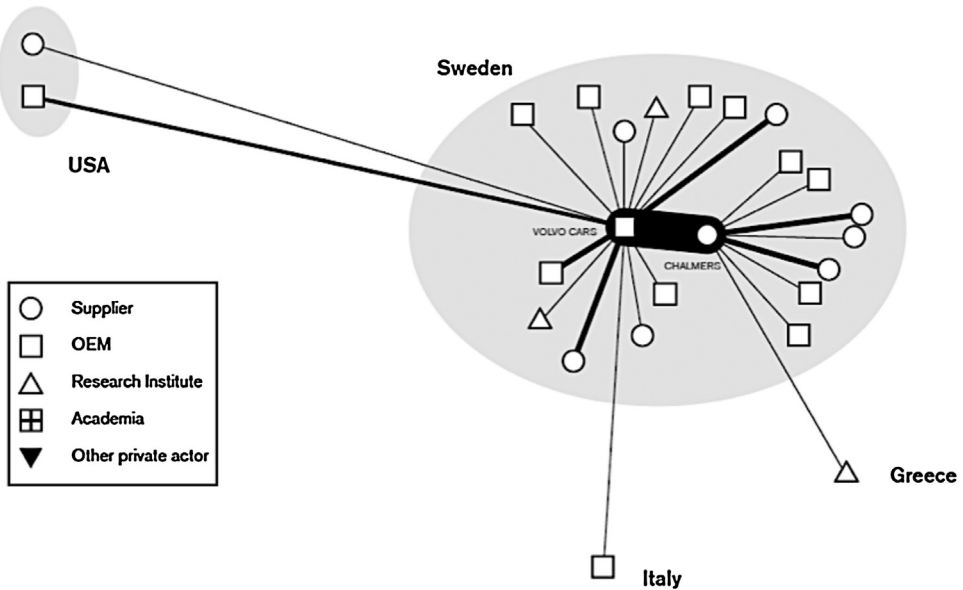 Sweden
USA
VOLVO CARS
CHALMERS
Supplier
OEM
Research Institute
Academia
Other private actor
Greece
Italy